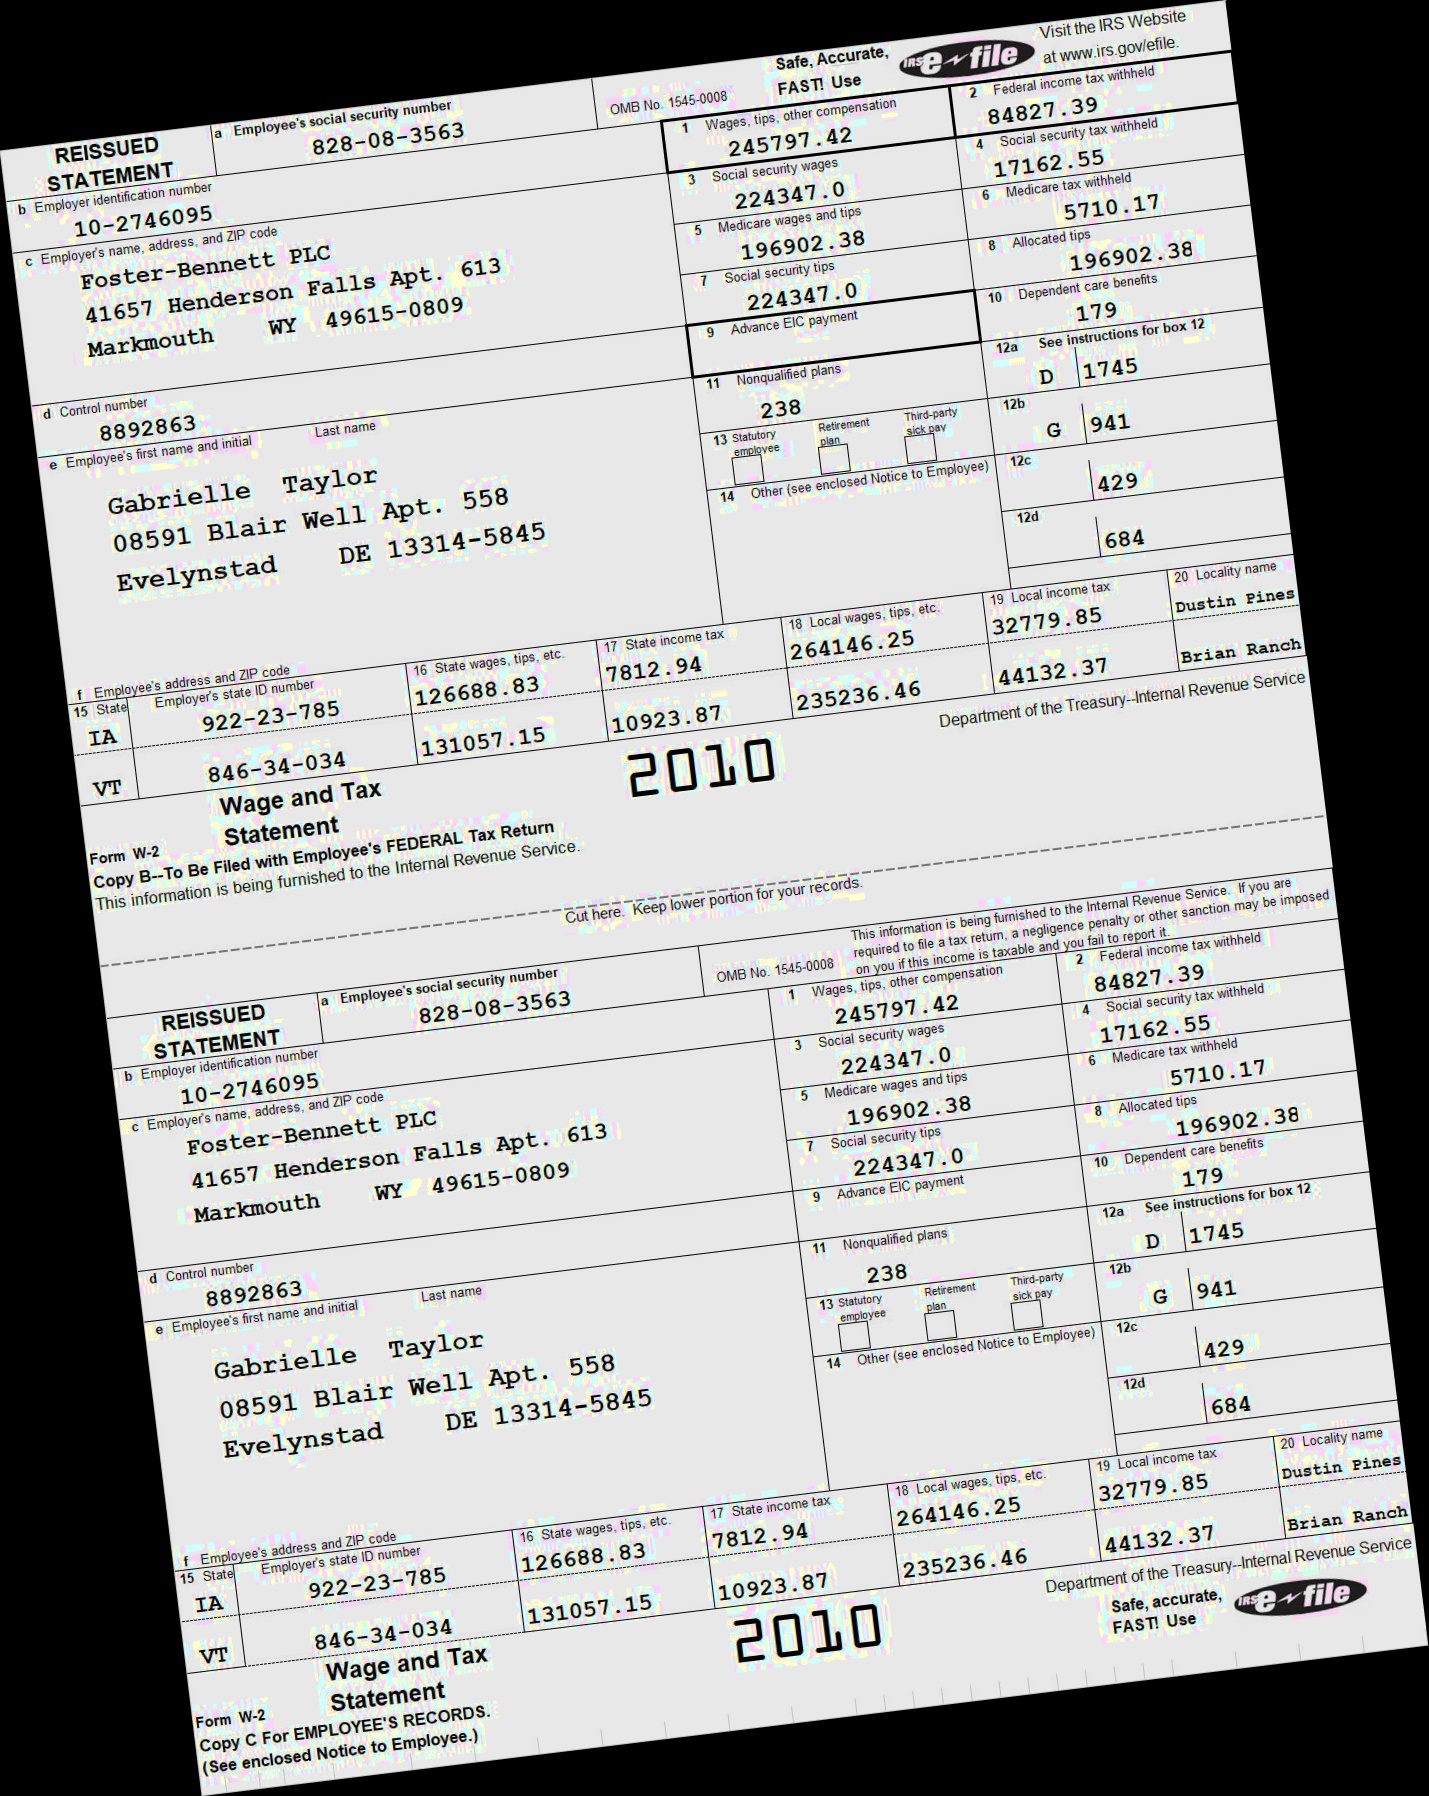 Safe, Accurate,
FAST! Use
IRS e-file
Visit the IRS Website
at www.irs.gov/efile.
REISSUED
STATEMENT
a Employee's social security number
828-08-3563
OMB No. 1545-0008
1 Wages, tips, other compensation
245797.42
2 Federal income tax withheld
84827.39
b Employer identification number
10-2746095
3 Social security wages
224347.0
4 Social security tax withheld
17162.55
c Employer's name, address, and ZIP code
Foster-Bennett PLC
41657 Henderson Falls Apt. 613
Markmouth WY 49615-0809
5 Medicare wages and tips
196902.38
6 Medicare tax withheld
5710.17
7 Social security tips
224347.0
8 Allocated tips
196902.38
9 Advance EIC payment
10 Dependent care benefits
179
d Control number
8892863
11 Nonqualified plans
238
12a See instructions for box 12
D 1745
e Employee's first name and initial Last name
Gabrielle Taylor
08591 Blair Well Apt. 558
Evelynstad DE 13314-5845
13 Statutory employee Retirement plan Third-party sick pay
12b
G 941
14 Other (see enclosed Notice to Employee)
12c
429
12d
684
f Employee's address and ZIP code
15 State Employer's state ID number
16 State wages, tips, etc.
17 State income tax
18 Local wages, tips, etc.
19 Local income tax
20 Locality name
IA 922-23-785 126688.83 7812.94 264146.25 32779.85 Dustin Pines
VT 846-34-034 131057.15 10923.87 235236.46 44132.37 Brian Ranch
Form W-2
Wage and Tax
Statement
2010
Department of the Treasury--Internal Revenue Service
Copy B--To Be Filed with Employee's FEDERAL Tax Return
This information is being furnished to the Internal Revenue Service.
Cut here. Keep lower portion for your records.
This information is being furnished to the Internal Revenue Service. If you are
required to file a tax return, a negligence penalty or other sanction may be imposed
on you if this income is taxable and you fail to report it.
REISSUED
STATEMENT
a Employee's social security number
828-08-3563
OMB No. 1545-0008
1 Wages, tips, other compensation
245797.42
2 Federal income tax withheld
84827.39
b Employer identification number
10-2746095
3 Social security wages
224347.0
4 Social security tax withheld
17162.55
c Employer's name, address, and ZIP code
Foster-Bennett PLC
41657 Henderson Falls Apt. 613
Markmouth WY 49615-0809
5 Medicare wages and tips
196902.38
6 Medicare tax withheld
5710.17
7 Social security tips
224347.0
8 Allocated tips
196902.38
9 Advance EIC payment
10 Dependent care benefits
179
d Control number
8892863
11 Nonqualified plans
238
12a See instructions for box 12
D 1745
e Employee's first name and initial Last name
Gabrielle Taylor
08591 Blair Well Apt. 558
Evelynstad DE 13314-5845
13 Statutory employee Retirement plan Third-party sick pay
12b
G 941
14 Other (see enclosed Notice to Employee)
12c
429
12d
684
f Employee's address and ZIP code
15 State Employer's state ID number
16 State wages, tips, etc.
17 State income tax
18 Local wages, tips, etc.
19 Local income tax
20 Locality name
IA 922-23-785 126688.83 7812.94 264146.25 32779.85 Dustin Pines
VT 846-34-034 131057.15 10923.87 235236.46 44132.37 Brian Ranch
Form W-2
Wage and Tax
Statement
2010
Department of the Treasury--Internal Revenue Service
Safe, accurate,
FAST! Use
IRS e-file
Copy C For EMPLOYEE'S RECORDS.
(See enclosed Notice to Employee.)